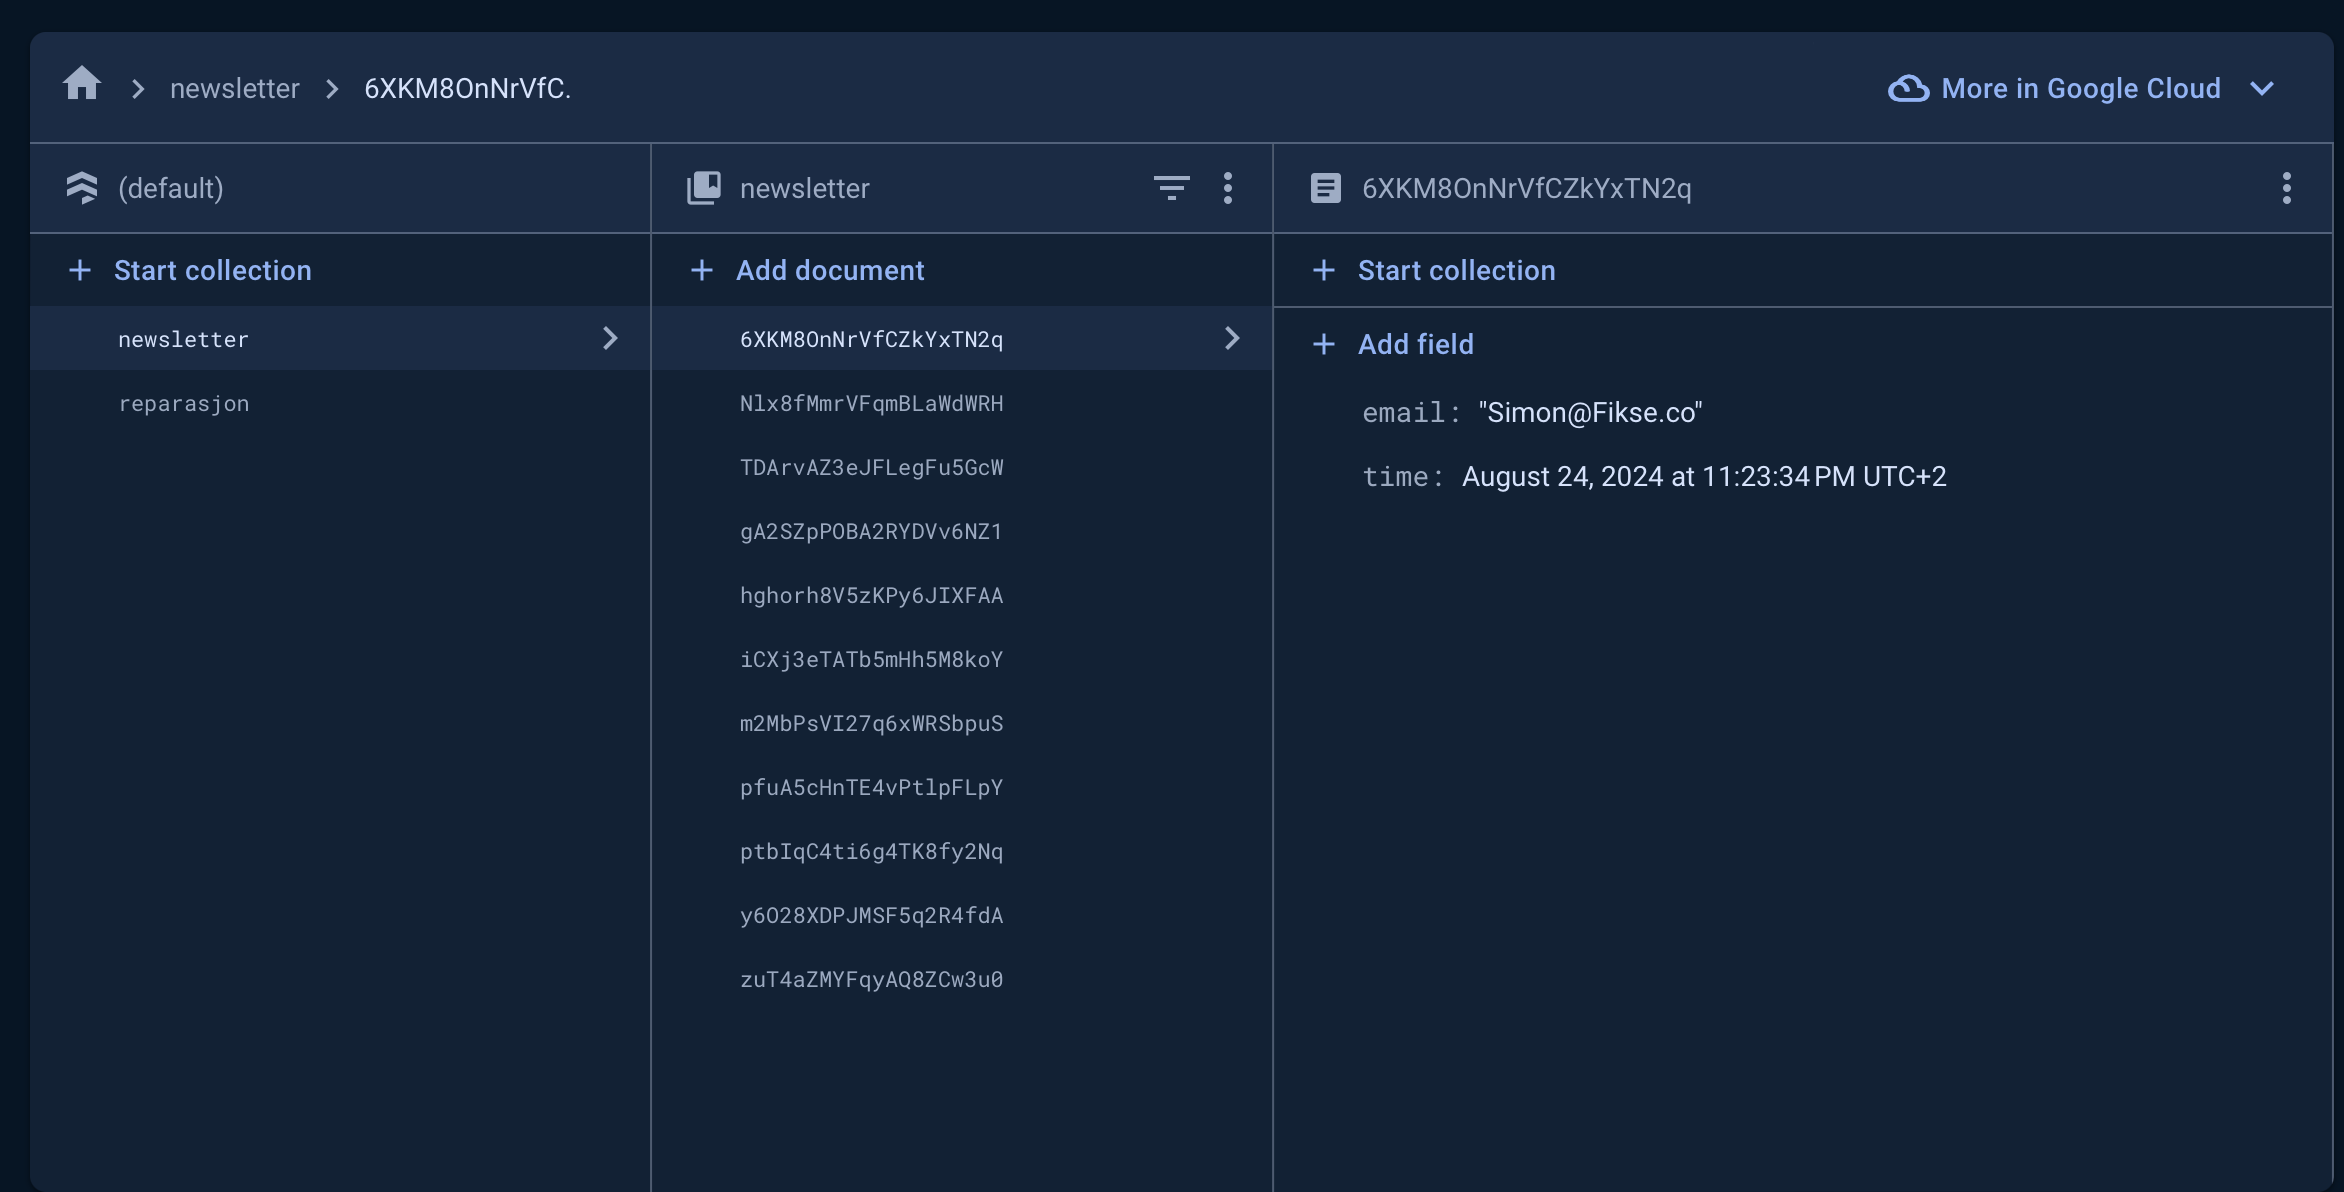 newsletter
6XKM8OnNrVfC.
More in Google Cloud
(default)
newsletter
6XKM8OnNrVfCZkYxTN2q
Start collection
Add document
Start collection
newsletter
6XKM8OnNrVfCZkYxTN2q
Add field
reparasjon
Nlx8fMmrVFqmBLaWdWRH
email: "Simon@Fikse.co"
TDArvAZ3eJFLegFu5GcW
time: August 24, 2024 at 11:23:34 PM UTC+2
gA2SZpPOBA2RYDVv6NZ1
hghorh8V5zKPy6JIXFAA
iCXj3eTATb5mHh5M8koY
m2MbPsVI27q6xWRSbpuS
pfuA5cHnTE4vPtlpFLpY
ptbIqC4ti6g4TK8fy2Nq
y6O28XDPJMSF5q2R4fdA
zuT4aZMYFqyAQ8ZCw3u0